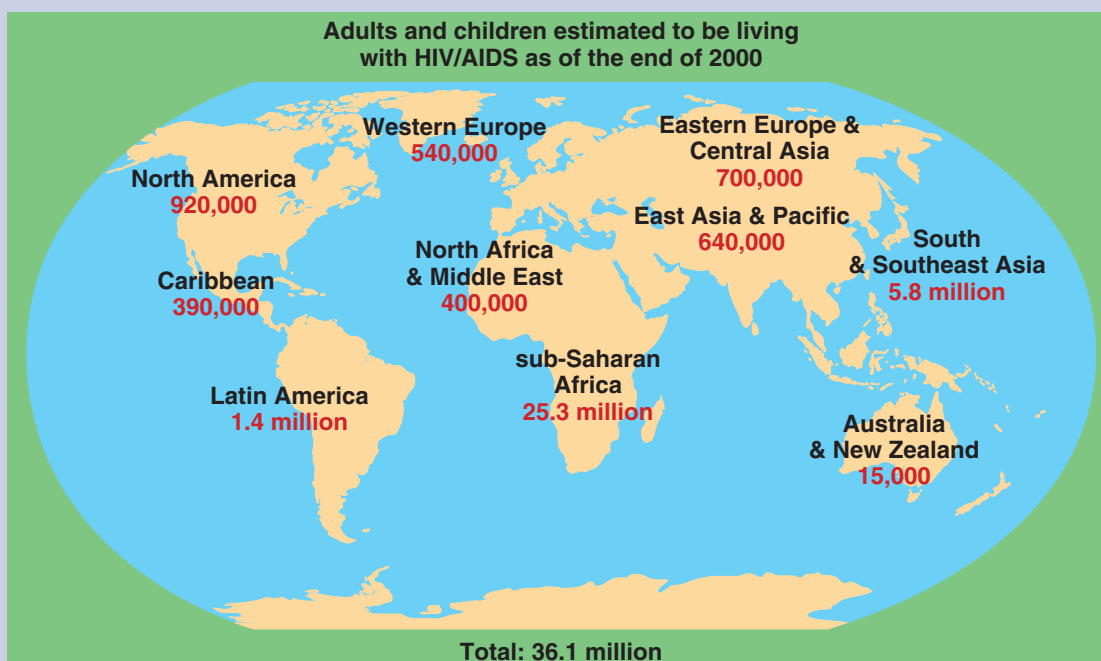 Adults and children estimated to be living
with HIV/AIDS as of the end of 2000
Western Europe
540,000
Eastern Europe &
Central Asia
700,000
North America
920,000
East Asia & Pacific
640,000
South
& Southeast Asia
5.8 million
North Africa
& Middle East
400,000
Caribbean
390,000
sub-Saharan
Africa
25.3 million
Latin America
1.4 million
Australia
& New Zealand
15,000
Total: 36.1 million